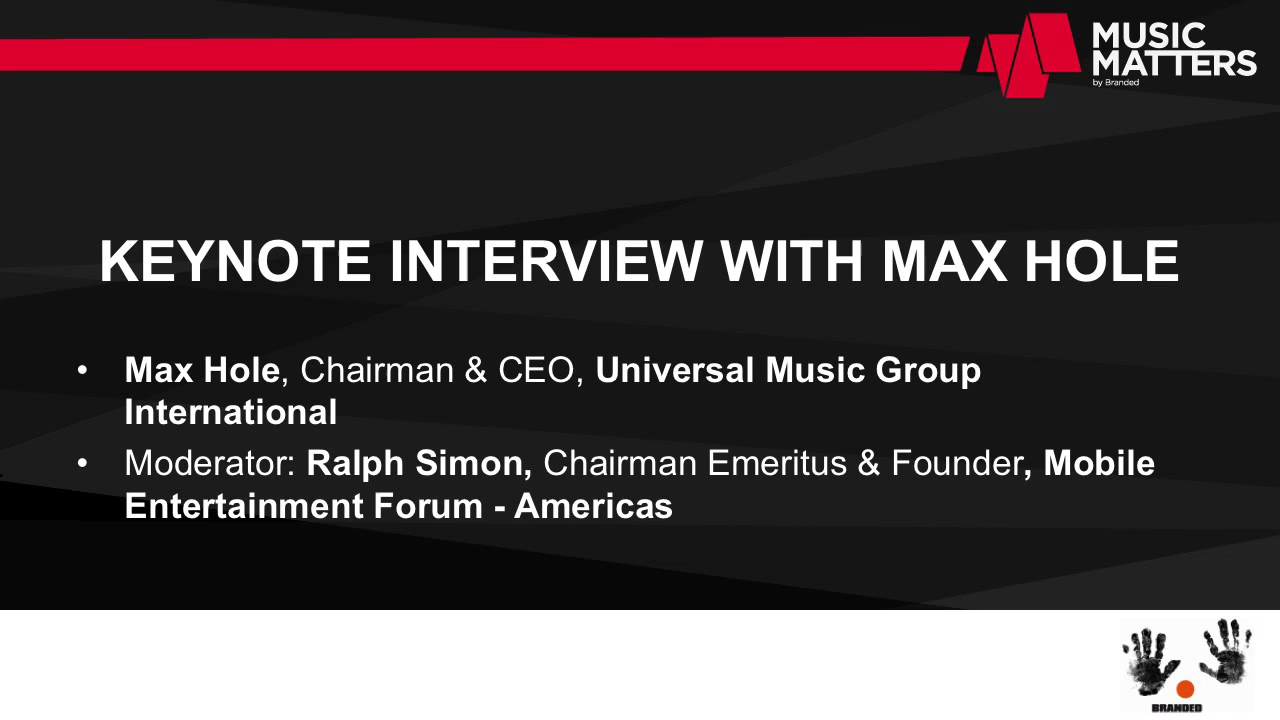 MUSIC
MATTERS
by Branded
KEYNOTE INTERVIEW WITH MAX HOLE
• Max Hole, Chairman & CEO, Universal Music Group
International
• Moderator: Ralph Simon, Chairman Emeritus & Founder, Mobile
Entertainment Forum - Americas
BRANDED